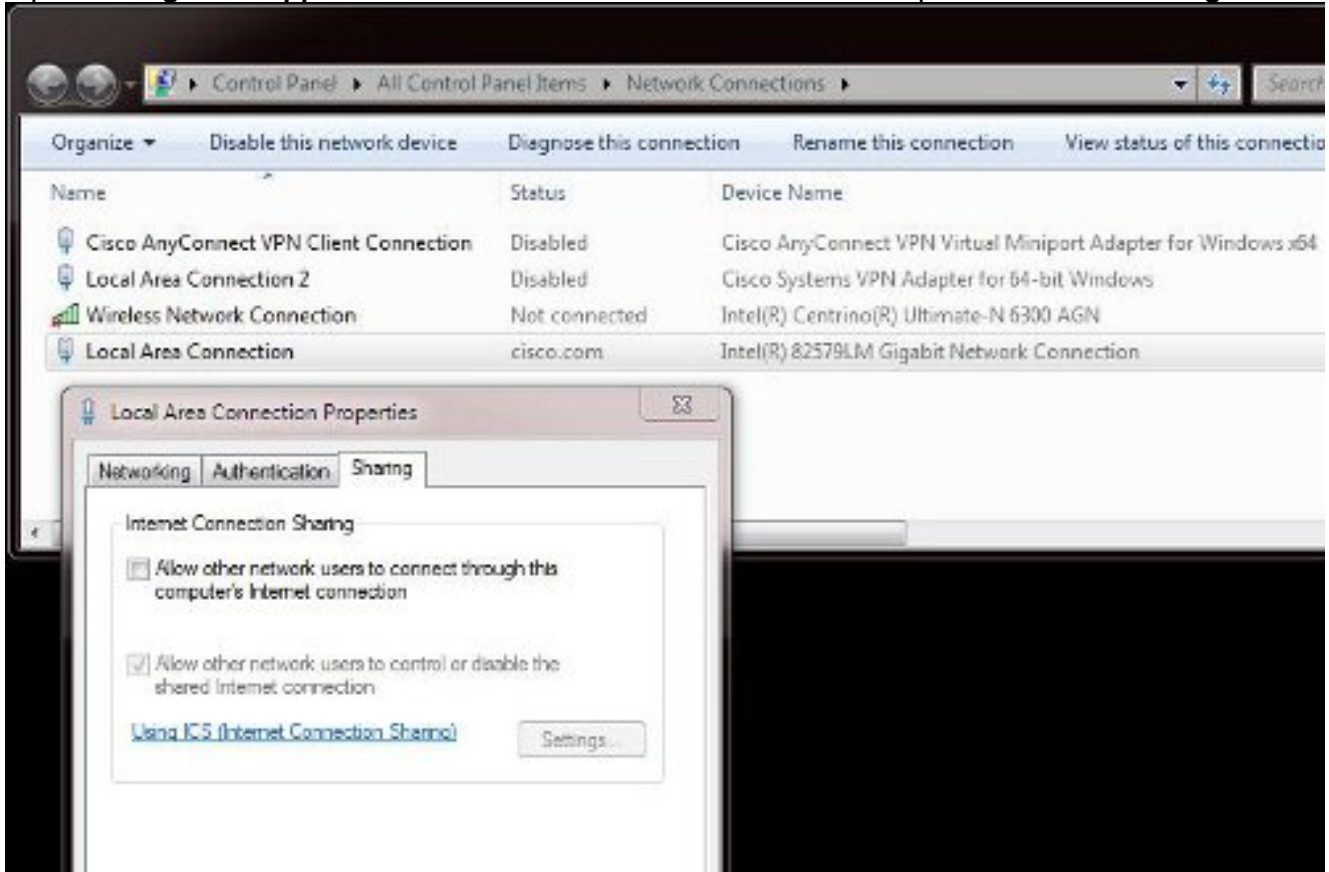 Control Panel ▸ All Control Panel Items ▸ Network Connections ▸ Search
Organize Disable this network device Diagnose this connection Rename this connection View status of this connectio
Name Status Device Name
Cisco AnyConnect VPN Client Connection Disabled Cisco AnyConnect VPN Virtual Miniport Adapter for Windows x64
Local Area Connection 2 Disabled Cisco Systems VPN Adapter for 64-bit Windows
Wireless Network Connection Not connected Intel(R) Centrino(R) Ultimate-N 6300 AGN
Local Area Connection cisco.com Intel(R) 82579LM Gigabit Network Connection
Local Area Connection Properties
Networking Authentication Sharing
Internet Connection Sharing
Allow other network users to connect through this
computer's Internet connection
Allow other network users to control or disable the
shared Internet connection
Using ICS (Internet Connection Sharing)
Settings...